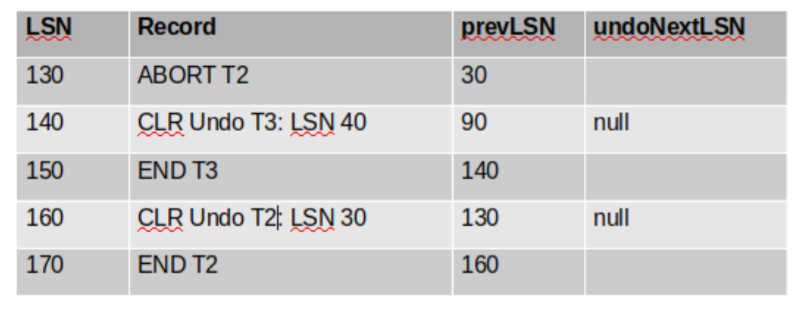 LSN Record prevLSN undoNextLSN
130 ABORT T2 30
140 CLR Undo T3: LSN 40 90 null
150 END T3 140
160 CLR Undo T2: LSN 30 130 null
170 END T2 160